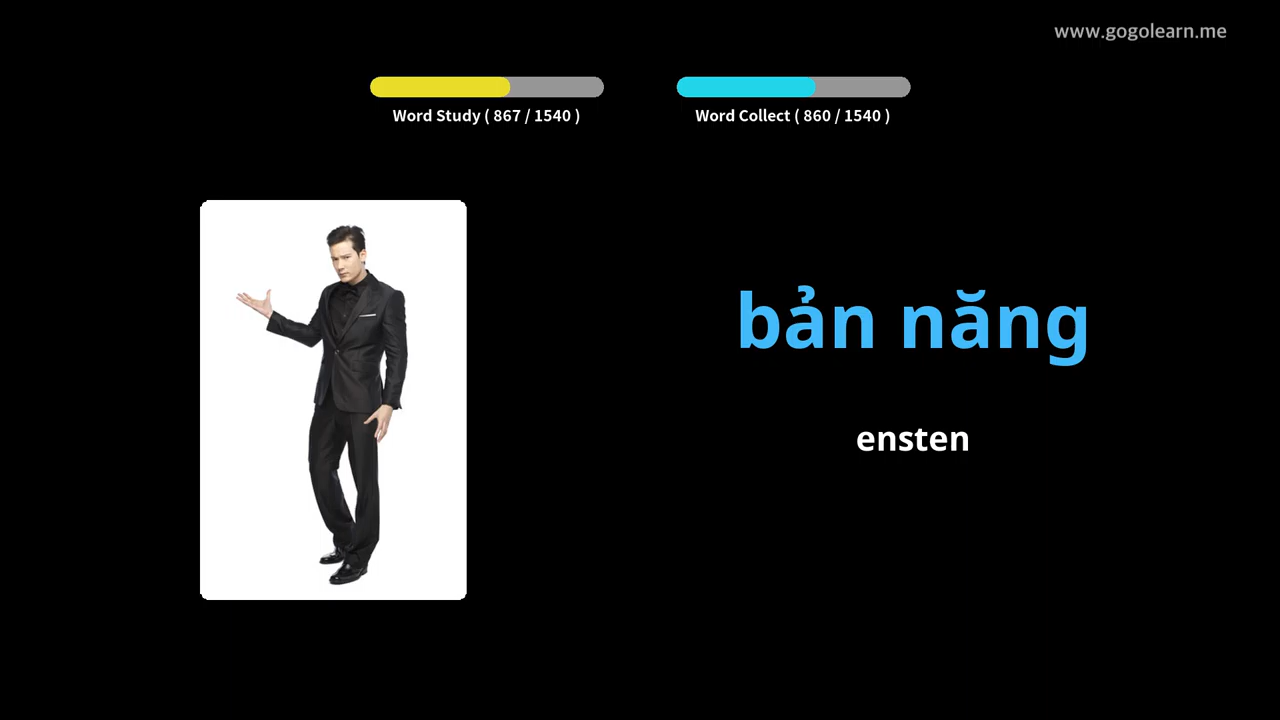 www.gogolearn.me
Word Study ( 867 / 1540 )
Word Collect ( 860 / 1540 )
bản năng
ensten